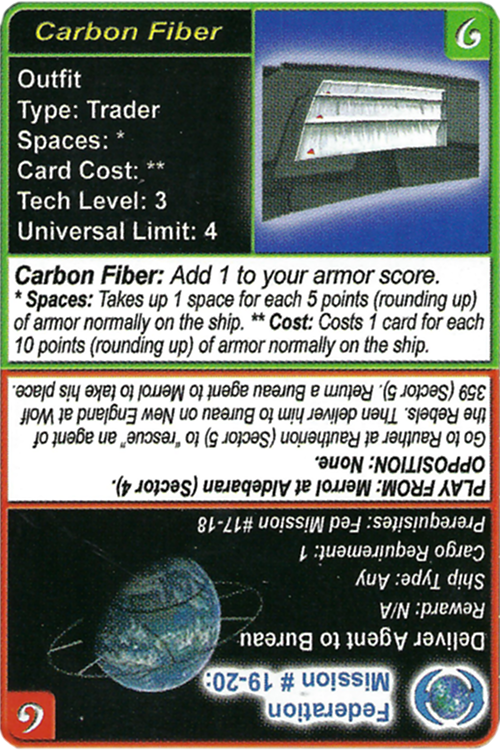 Carbon Fiber
Outfit
Type: Trader
Spaces: *
Card Cost: **
Tech Level: 3
Universal Limit: 4
Carbon Fiber: Add 1 to your armor score.
* Spaces: Takes up 1 space for each 5 points (rounding up)
of armor normally on the ship. ** Cost: Costs 1 card for each
10 points (rounding up) of armor normally on the ship.
Federation
Mission # 19-20:
Deliver Agent to Bureau
Reward: N/A
Ship Type: Any
Cargo Requirement: 1
Prerequisites: Fed Mission #17-18
PLAY FROM: Merrol at Aldebaran (Sector 4).
OPPOSITION: None.
Go to Rauther at Rautherion (Sector 5) to "rescue" an agent of
the Rebels. Then deliver him to Bureau on New England at Wolf
359 (Sector 5). Return a Bureau agent to Merrol to take his place.